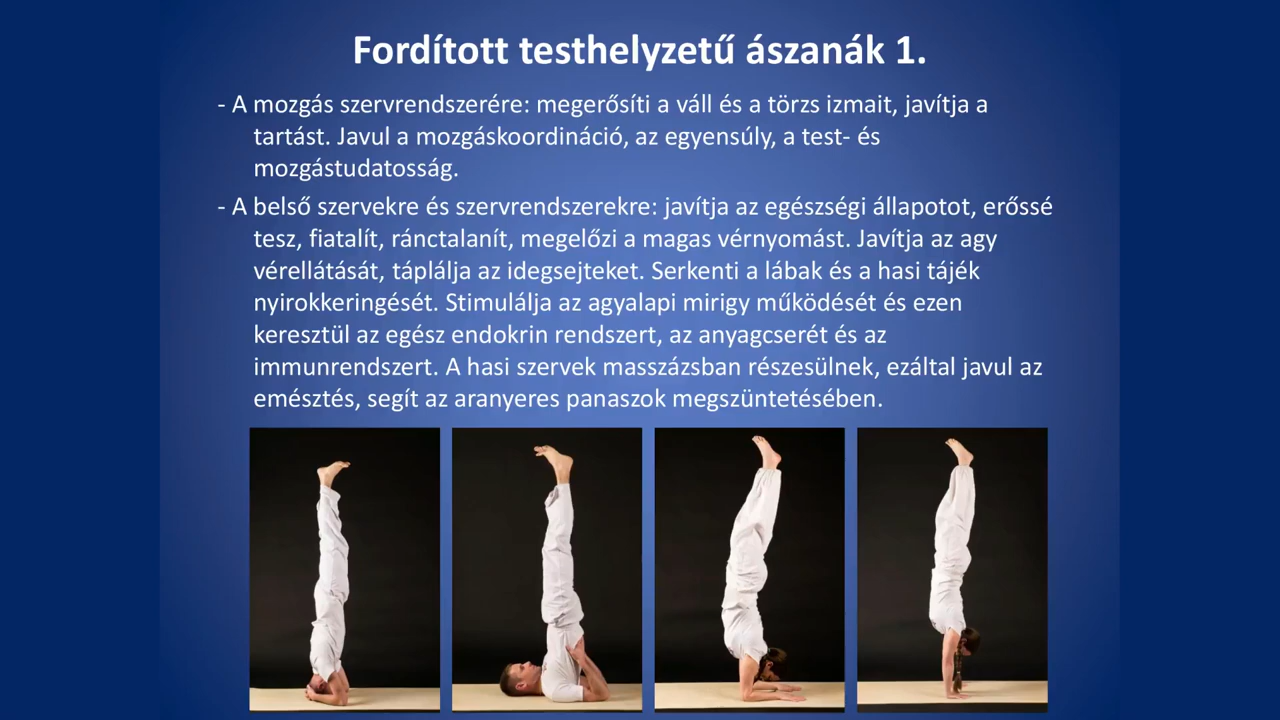 Fordított testhelyzetű ászanák 1.
- A mozgás szervrendszerére: megerősíti a váll és a törzs izmait, javítja a
tartást. Javul a mozgáskoordináció, az egyensúly, a test- és
mozgástudatosság.
- A belső szervekre és szervrendszerekre: javítja az egészségi állapotot, erőssé
tesz, fiatalít, ránctalanít, megelőzi a magas vérnyomást. Javítja az agy
vérellátását, táplálja az idegsejteket. Serkenti a lábak és a hasi tájék
nyirokkeringését. Stimulálja az agyalapi mirigy működését és ezen
keresztül az egész endokrin rendszert, az anyagcserét és az
immunrendszert. A hasi szervek masszázsban részesülnek, ezáltal javul az
emésztés, segít az aranyeres panaszok megszüntetésében.